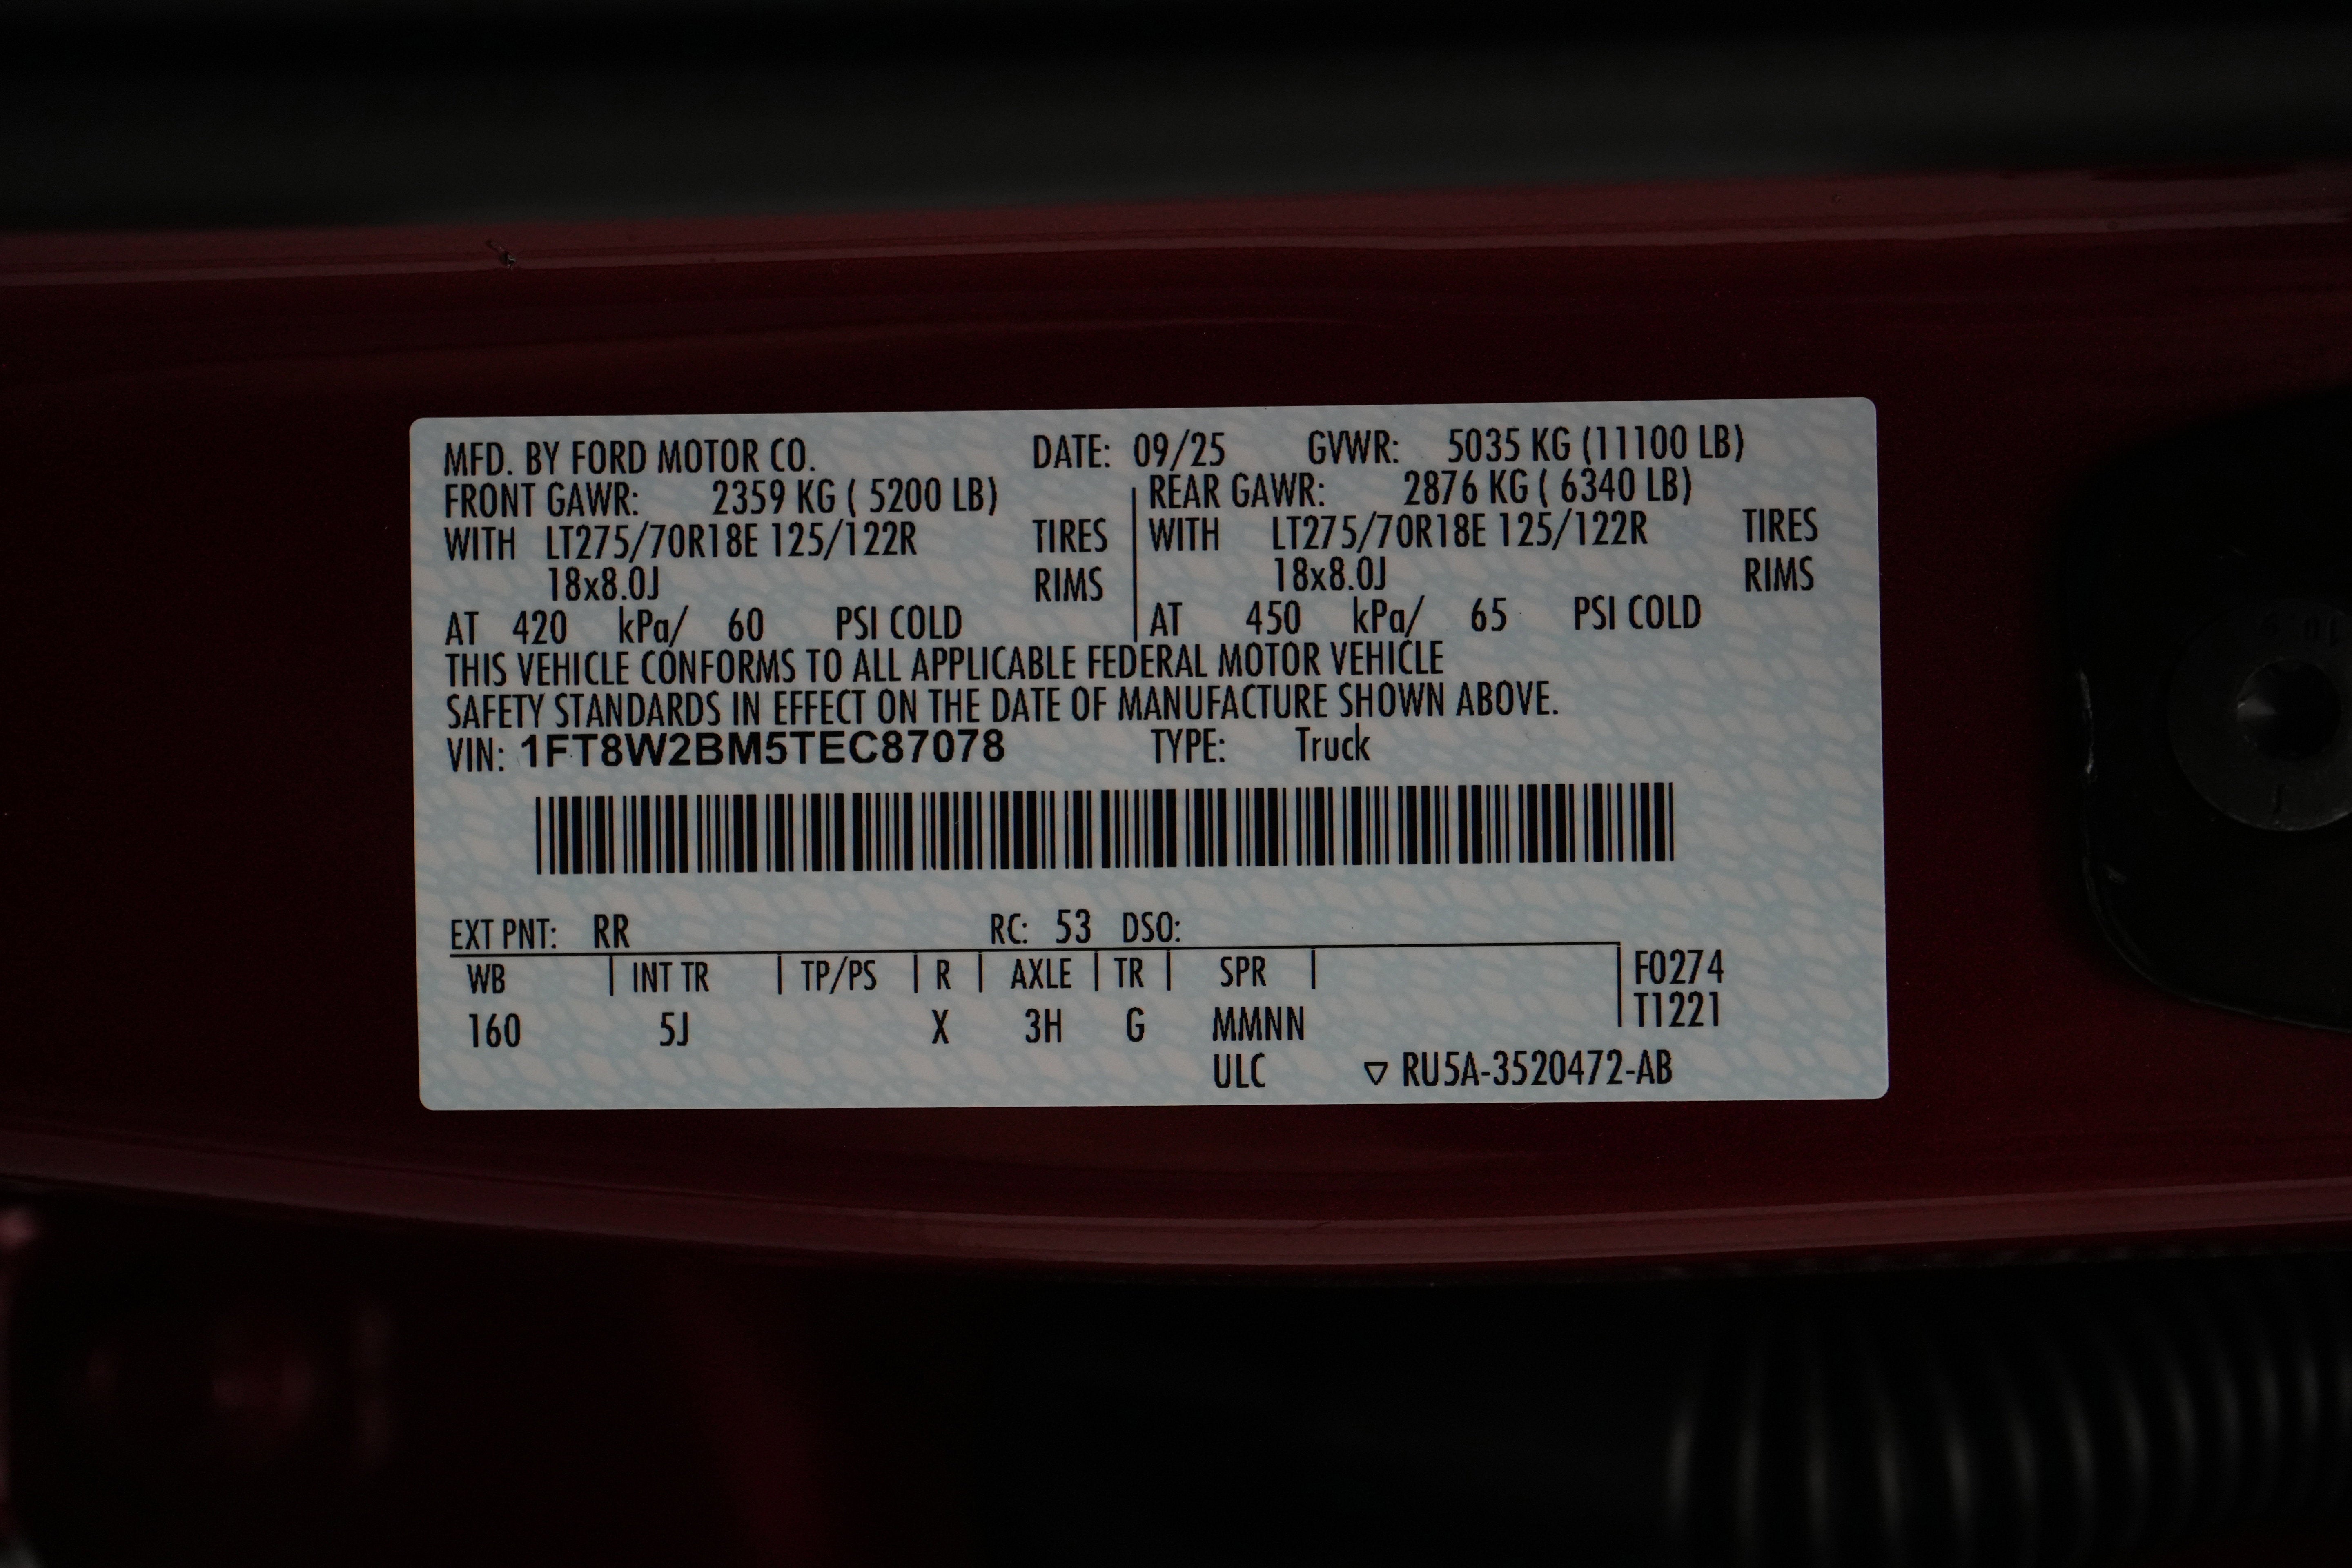 MFD. BY FORD MOTOR CO. DATE: 09/25 GVWR: 5035 KG (11100 LB)
FRONT GAWR: 2359 KG ( 5200 LB) REAR GAWR: 2876 KG ( 6340 LB)
WITH LT275/70R18E 125/122R TIRES WITH LT275/70R18E 125/122R TIRES
18x8.0J RIMS 18x8.0J RIMS
AT 420 kPa/ 60 PSI COLD AT 450 kPa/ 65 PSI COLD
THIS VEHICLE CONFORMS TO ALL APPLICABLE FEDERAL MOTOR VEHICLE
SAFETY STANDARDS IN EFFECT ON THE DATE OF MANUFACTURE SHOWN ABOVE.
VIN: 1FT8W2BM5TEC87078 TYPE: Truck
EXT PNT: RR RC: 53 DSO:
WB INT TR TP/PS R AXLE TR SPR F0274
160 5J X 3H G MMNN T1221
ULC ▽ RU5A-3520472-AB